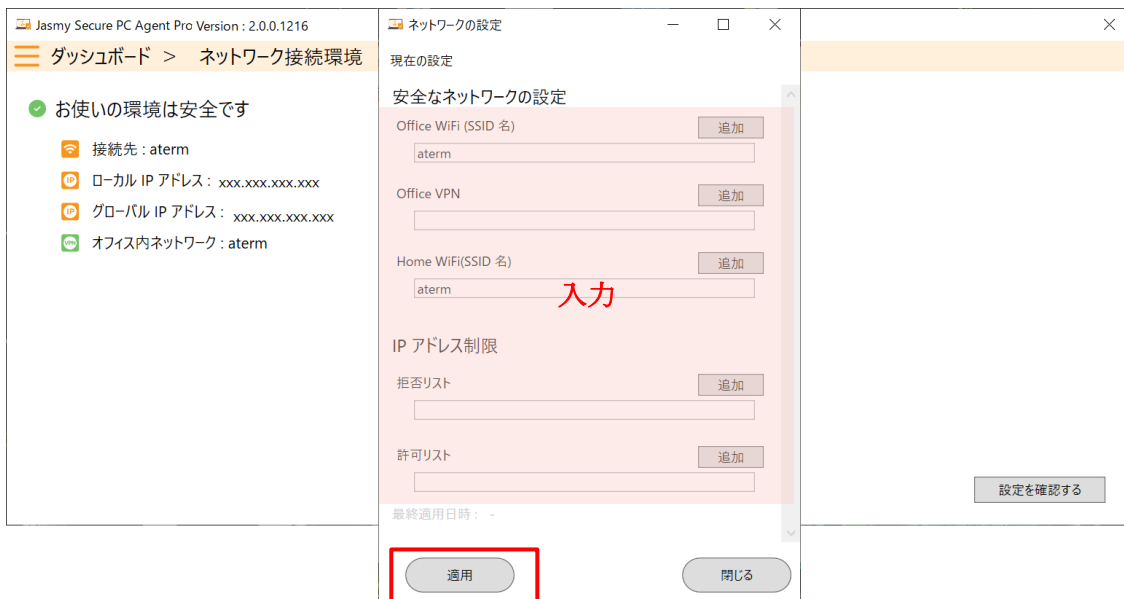 Jasmy Secure PC Agent Pro Version : 2.0.0.1216
ダッシュボード > ネットワーク接続環境
お使いの環境は安全です
接続先 : aterm
IP ローカル IP アドレス : xxx.xxx.xxx.xxx
IP グローバル IP アドレス : xxx.xxx.xxx.xxx
VPN オフィス内ネットワーク : aterm
ネットワークの設定
現在の設定
安全なネットワークの設定
Office WiFi (SSID 名) 追加
aterm
Office VPN 追加
Home WiFi(SSID 名) 追加
aterm
入力
IP アドレス制限
拒否リスト 追加
許可リスト 追加
最終適用日時 : -
適用 閉じる
設定を確認する